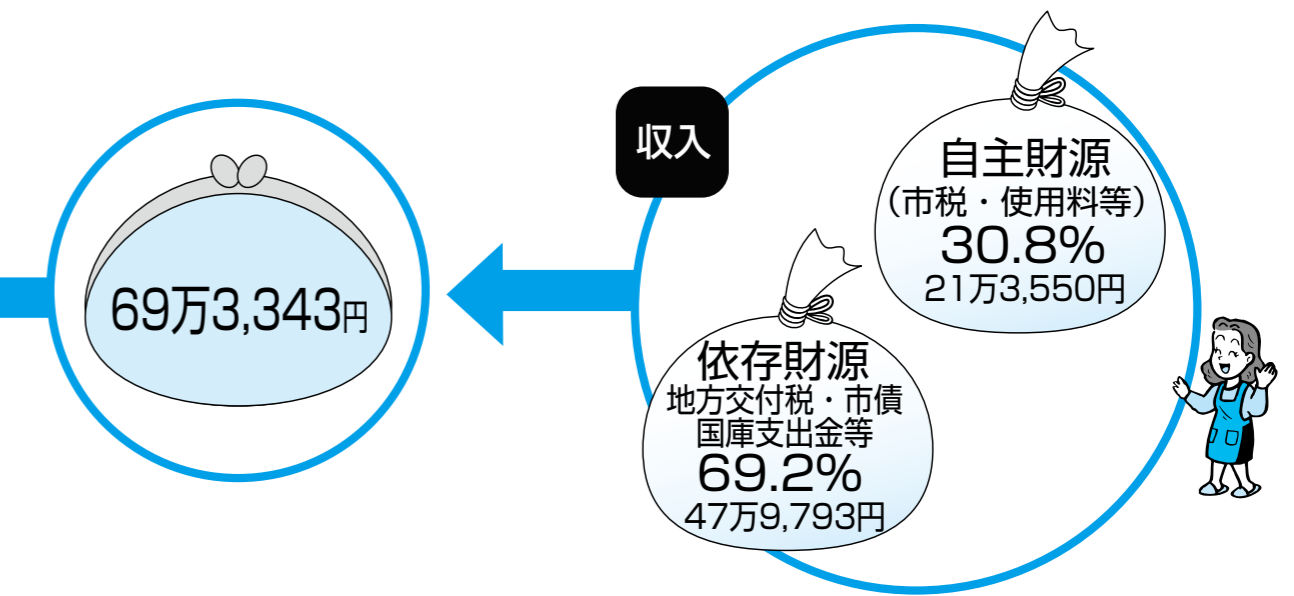 収入
自主財源
(市税・使用料等)
30.8%
21万3,550円
依存財源
地方交付税・市債
国庫支出金等
69.2%
47万9,793円
69万3,343円